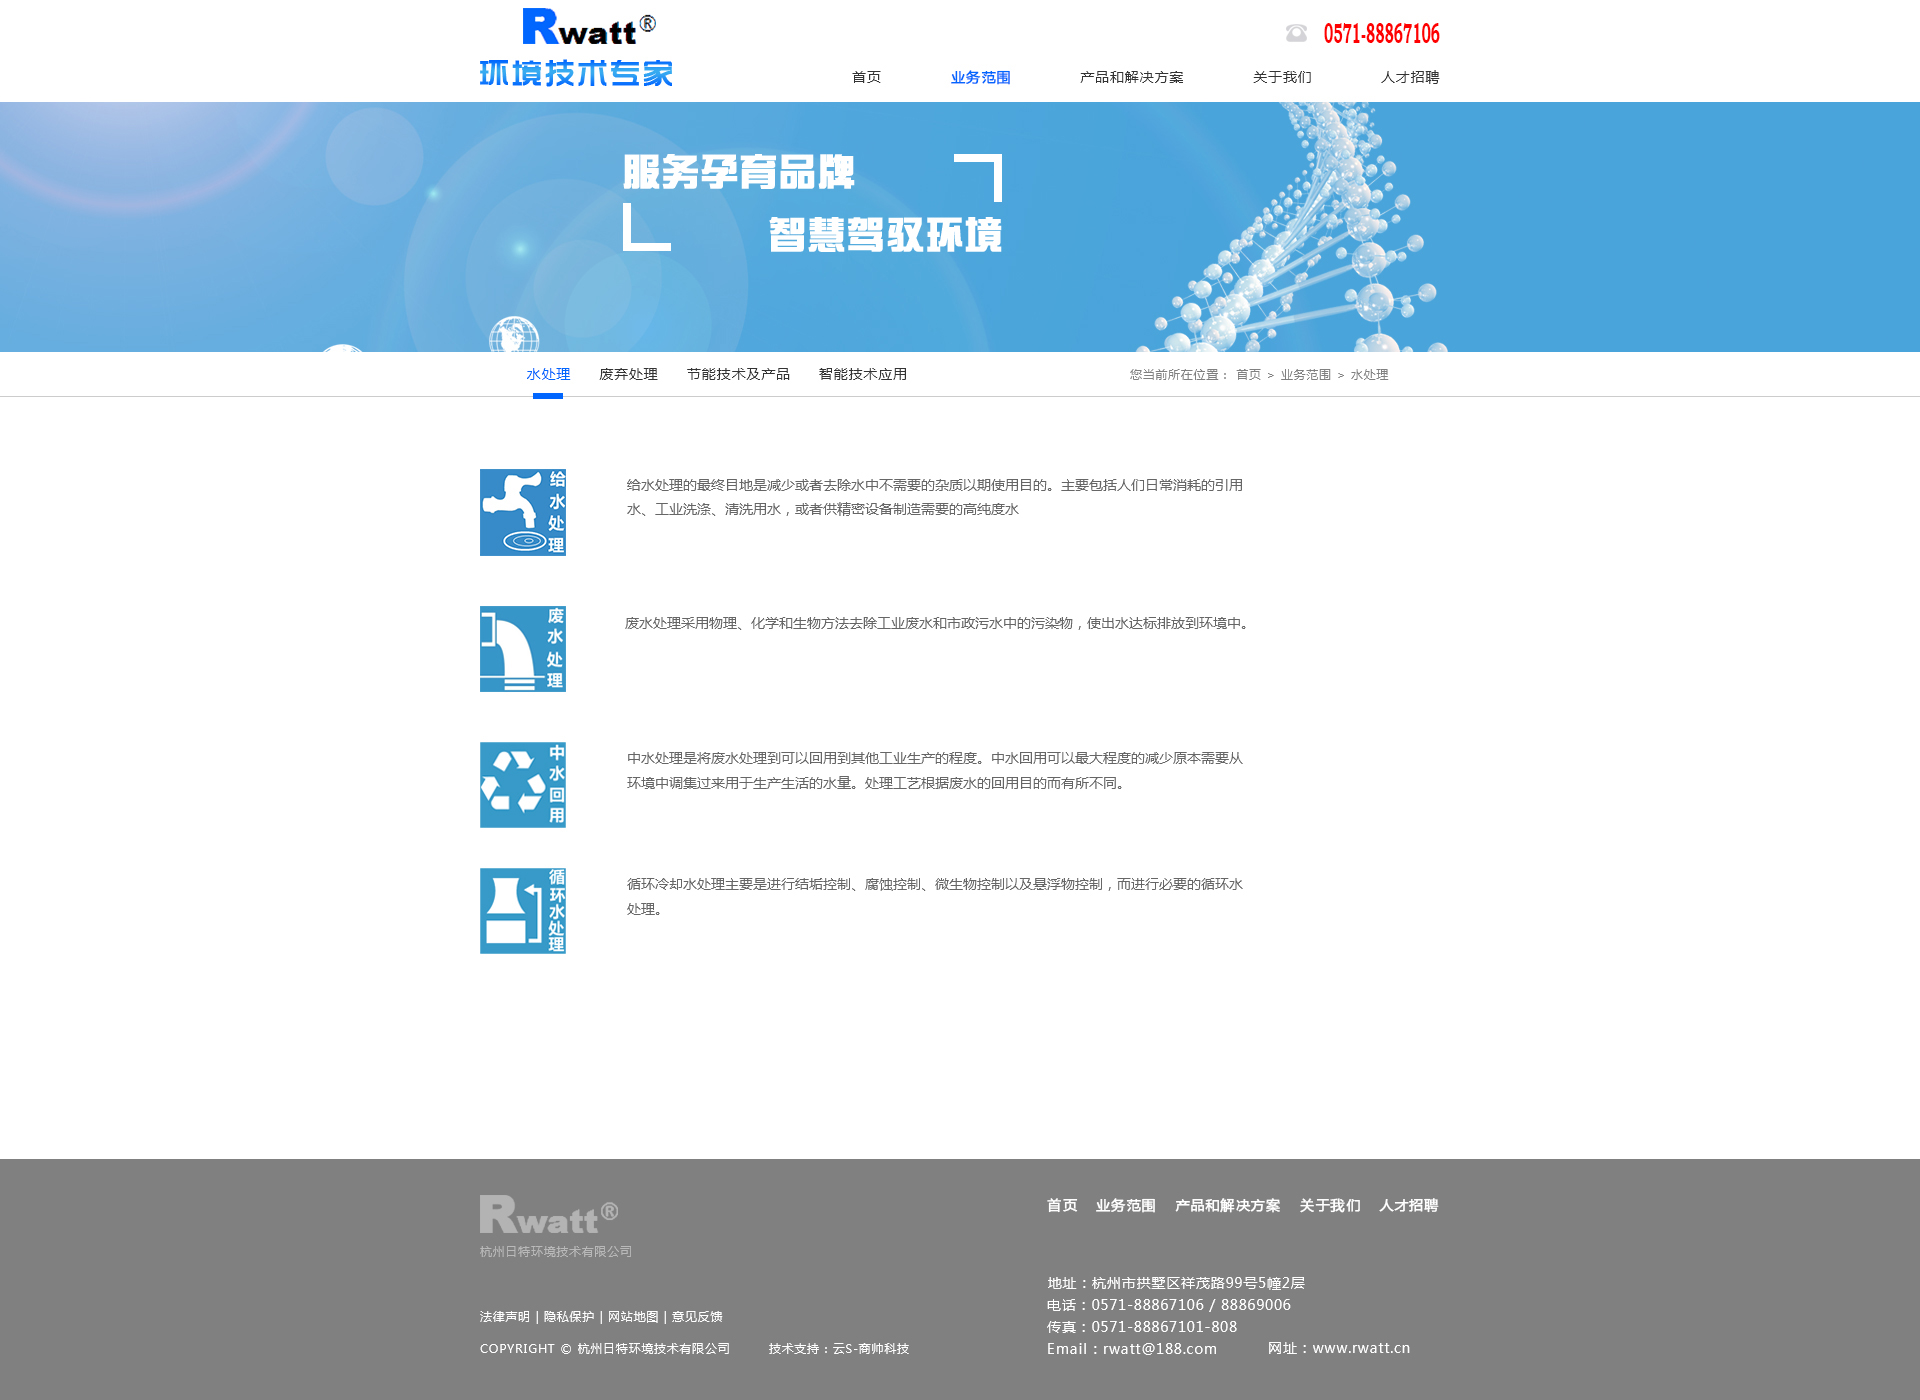 Rwatt®
环境技术专家
0571-88867106
首页 业务范围 产品和解决方案 关于我们 人才招聘
服务孕育品牌
智慧驾驭环境
水处理 废弃处理 节能技术及产品 智能技术应用
您当前所在位置： 首页 > 业务范围 > 水处理
给水处理
给水处理的最终目地是减少或者去除水中不需要的杂质以期使用目的。主要包括人们日常消耗的引用
水、工业洗涤、清洗用水，或者供精密设备制造需要的高纯度水
废水处理
废水处理采用物理、化学和生物方法去除工业废水和市政污水中的污染物，使出水达标排放到环境中。
中水回用
中水处理是将废水处理到可以回用到其他工业生产的程度。中水回用可以最大程度的减少原本需要从
环境中调集过来用于生产生活的水量。处理工艺根据废水的回用目的而有所不同。
循环水处理
循环冷却水处理主要是进行结垢控制、腐蚀控制、微生物控制以及悬浮物控制，而进行必要的循环水
处理。
Rwatt®
杭州日特环境技术有限公司
首页 业务范围 产品和解决方案 关于我们 人才招聘
法律声明 | 隐私保护 | 网站地图 | 意见反馈
COPYRIGHT © 杭州日特环境技术有限公司 技术支持：云S-商帅科技
地址：杭州市拱墅区祥茂路99号5幢2层
电话：0571-88867106 / 88869006
传真：0571-88867101-808
Email：rwatt@188.com 网址：www.rwatt.cn